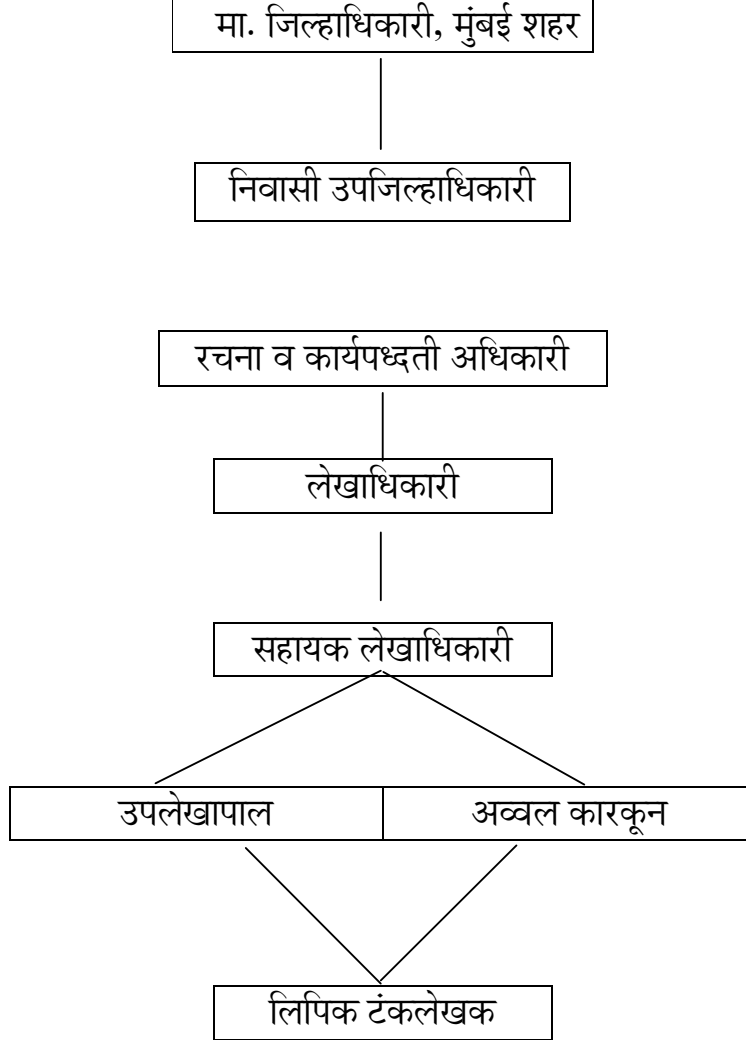 मा. जिल्हाधिकारी, मुंबई शहर
निवासी उपजिल्हाधिकारी
रचना व कार्यपध्दती अधिकारी
लेखाधिकारी
सहायक लेखाधिकारी
उपलेखापाल
अव्वल कारकून
लिपिक टंकलेखक